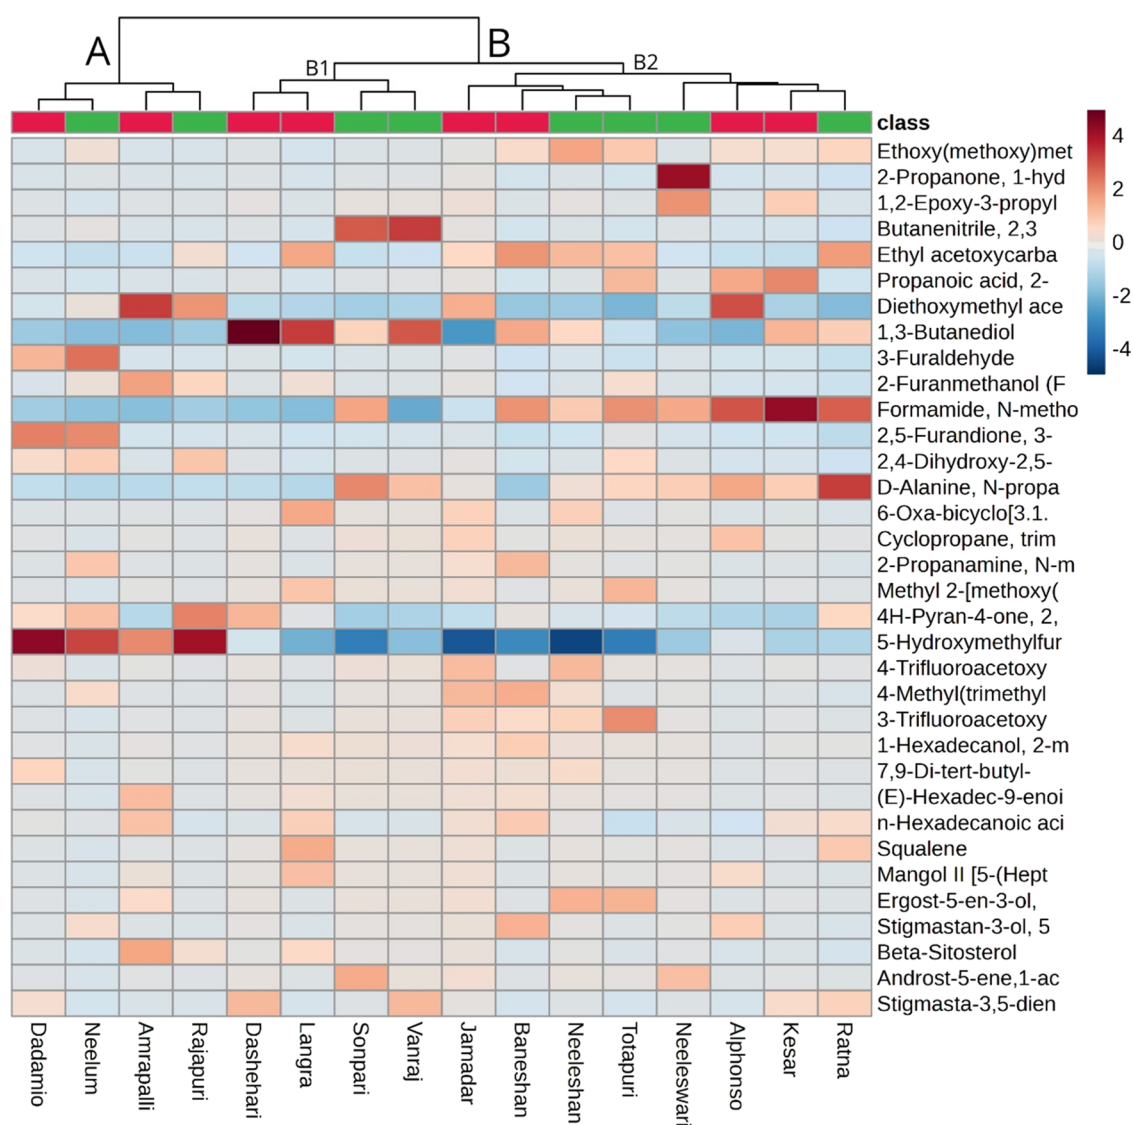 A
B
B1
B2
class
Ethoxy(methoxy)met
2-Propanone, 1-hyd
1,2-Epoxy-3-propyl
Butanenitrile, 2,3
Ethyl acetoxycarba
Propanoic acid, 2-
Diethoxymethyl ace
1,3-Butanediol
3-Furaldehyde
2-Furanmethanol (F
Formamide, N-metho
2,5-Furandione, 3-
2,4-Dihydroxy-2,5-
D-Alanine, N-propa
6-Oxa-bicyclo[3.1.
Cyclopropane, trim
2-Propanamine, N-m
Methyl 2-[methoxy(
4H-Pyran-4-one, 2,
5-Hydroxymethylfur
4-Trifluoroacetoxy
4-Methyl(trimethyl
3-Trifluoroacetoxy
1-Hexadecanol, 2-m
7,9-Di-tert-butyl-
(E)-Hexadec-9-enoi
n-Hexadecanoic aci
Squalene
Mangol II [5-(Hept
Ergost-5-en-3-ol,
Stigmastan-3-ol, 5
Beta-Sitosterol
Androst-5-ene,1-ac
Stigmasta-3,5-dien
4
2
0
-2
-4
Dadamio
Neelum
Amrapalli
Rajapuri
Dashehari
Langra
Sonpari
Vanraj
Jamadar
Baneshan
Neeleshan
Totapuri
Neeleswari
Alphonso
Kesar
Ratna